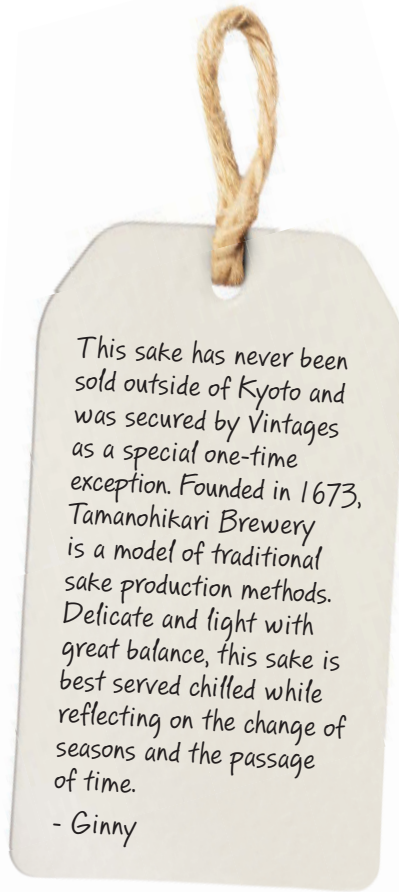 This sake has never been
sold outside of Kyoto and
was secured by Vintages
as a special one-time
exception. Founded in 1673,
Tamanohikari Brewery
is a model of traditional
sake production methods.
Delicate and light with
great balance, this sake is
best served chilled while
reflecting on the change of
seasons and the passage
of time.
- Ginny